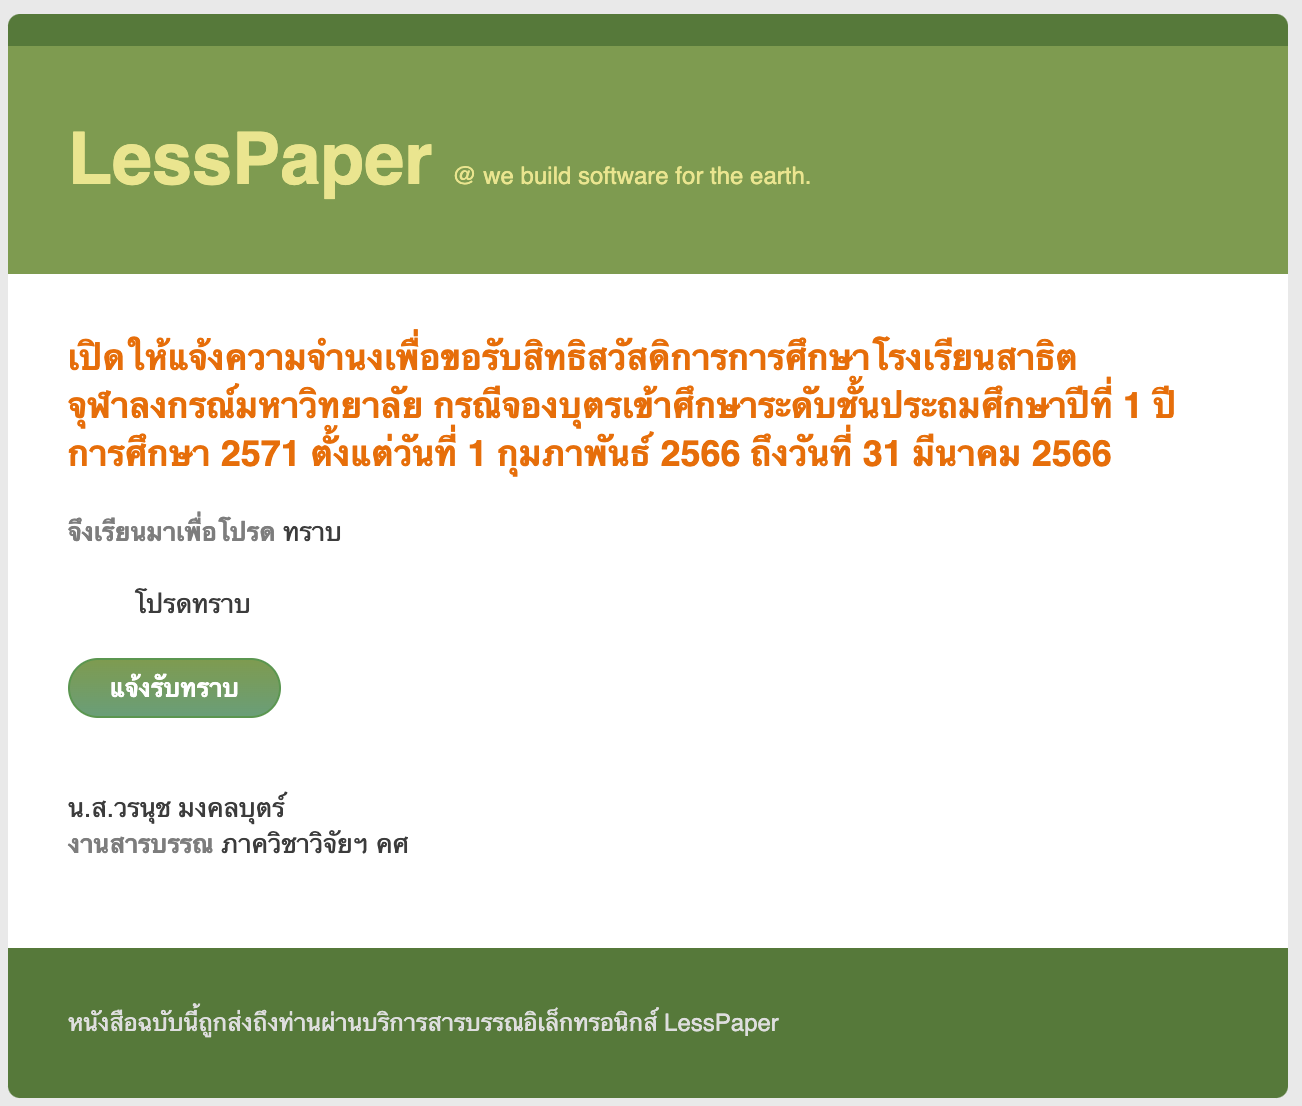 LessPaper @ we build software for the earth.
เปิดให้แจ้งความจำนงเพื่อขอรับสิทธิสวัสดิการการศึกษาโรงเรียนสาธิต
จุฬาลงกรณ์มหาวิทยาลัย กรณีจองบุตรเข้าศึกษาระดับชั้นประถมศึกษาปีที่ 1 ปี
การศึกษา 2571 ตั้งแต่วันที่ 1 กุมภาพันธ์ 2566 ถึงวันที่ 31 มีนาคม 2566
จึงเรียนมาเพื่อโปรด ทราบ
โปรดทราบ
แจ้งรับทราบ
น.ส.วรนุช มงคลบุตร์
งานสารบรรณ ภาควิชาวิจัยฯ คศ
หนังสือฉบับนี้ถูกส่งถึงท่านผ่านบริการสารบรรณอิเล็กทรอนิกส์ LessPaper